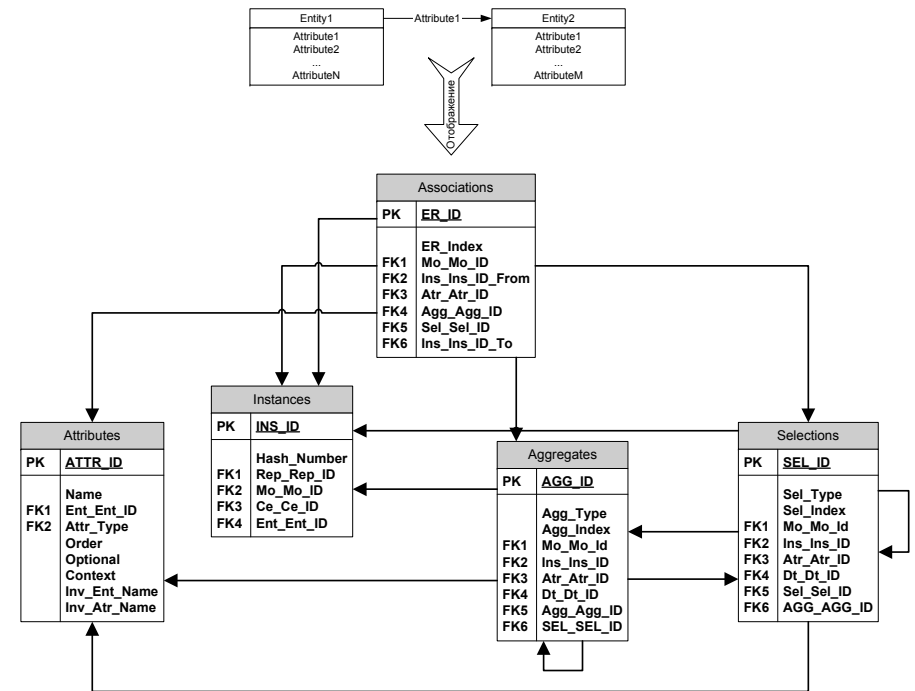 Entity1
Attribute1
Attribute2
...
AttributeN
Attribute1
Entity2
Attribute1
Attribute2
...
AttributeM
Отображение
Associations
PK ER_ID
ER_Index
FK1 Mo_Mo_ID
FK2 Ins_Ins_ID_From
FK3 Atr_Atr_ID
FK4 Agg_Agg_ID
FK5 Sel_Sel_ID
FK6 Ins_Ins_ID_To
Instances
PK INS_ID
Hash_Number
FK1 Rep_Rep_ID
FK2 Mo_Mo_ID
FK3 Ce_Ce_ID
FK4 Ent_Ent_ID
Attributes
PK ATTR_ID
Name
FK1 Ent_Ent_ID
FK2 Attr_Type
Order
Optional
Context
Inv_Ent_Name
Inv_Atr_Name
Aggregates
PK AGG_ID
Agg_Type
Agg_Index
FK1 Mo_Mo_Id
FK2 Ins_Ins_ID
FK3 Atr_Atr_ID
FK4 Dt_Dt_ID
FK5 Agg_Agg_ID
FK6 SEL_SEL_ID
Selections
PK SEL_ID
Sel_Type
Sel_Index
FK1 Mo_Mo_Id
FK2 Ins_Ins_ID
FK3 Atr_Atr_ID
FK4 Dt_Dt_ID
FK5 Sel_Sel_ID
FK6 AGG_AGG_ID